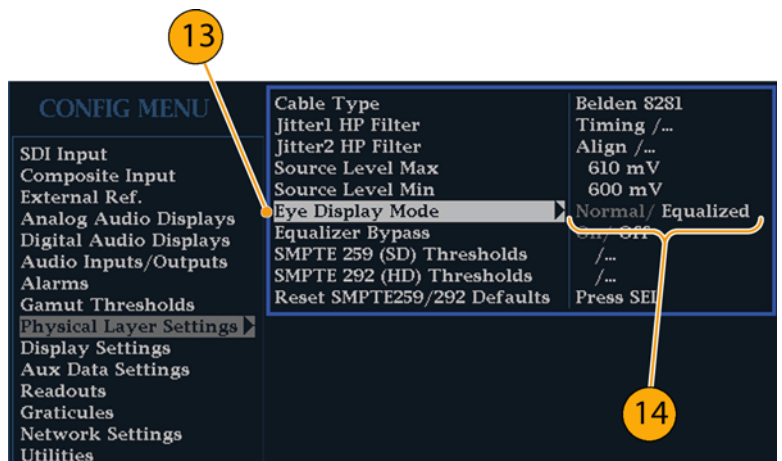 13
CONFIG MENU
SDI Input
Composite Input
External Ref.
Analog Audio Displays
Digital Audio Displays
Audio Inputs/Outputs
Alarms
Gamut Thresholds
Physical Layer Settings
Display Settings
Aux Data Settings
Readouts
Graticules
Network Settings
Utilities
Cable Type Belden 8281
Jitter1 HP Filter Timing /...
Jitter2 HP Filter Align /...
Source Level Max 610 mV
Source Level Min 600 mV
Eye Display Mode Normal/ Equalized
Equalizer Bypass On/ Off
SMPTE 259 (SD) Thresholds /...
SMPTE 292 (HD) Thresholds /...
Reset SMPTE259/292 Defaults Press SEL
14